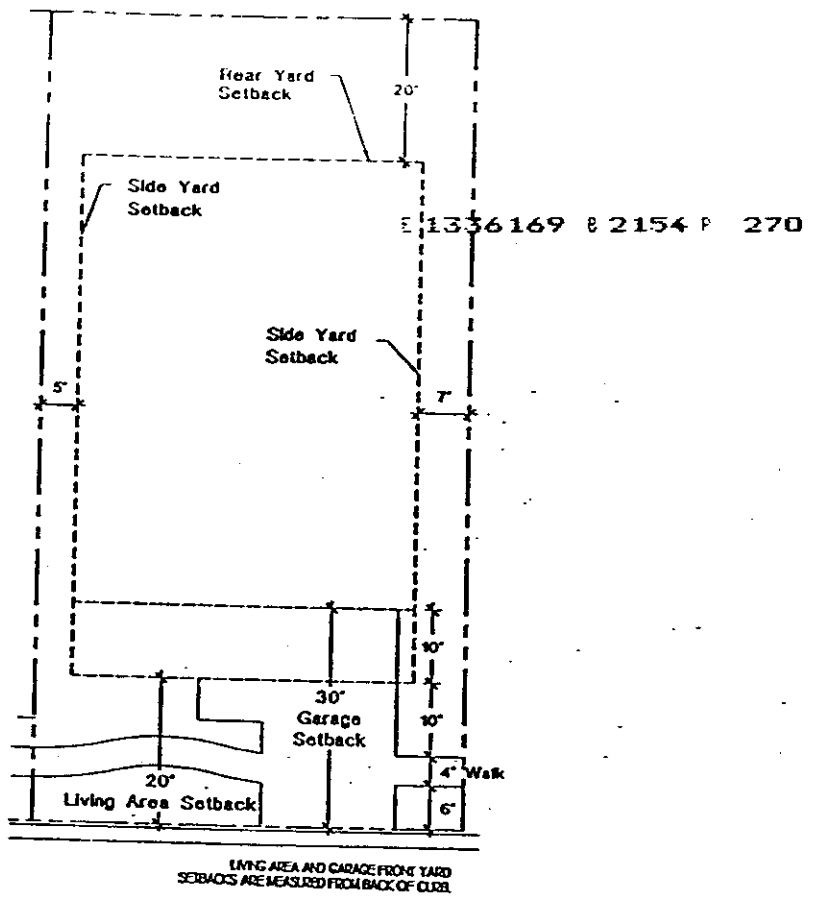 Rear Yard
Setback
20'
Side Yard
Setback
E 1336169 B 2154 P 270
Side Yard
Setback
5'
7'
10'
30'
Garage
Setback
10'
4' Walk
20'
Living Area Setback
6'
LIVING AREA AND GARAGE FRONT YARD
SETBACKS ARE MEASURED FROM BACK OF CURB.